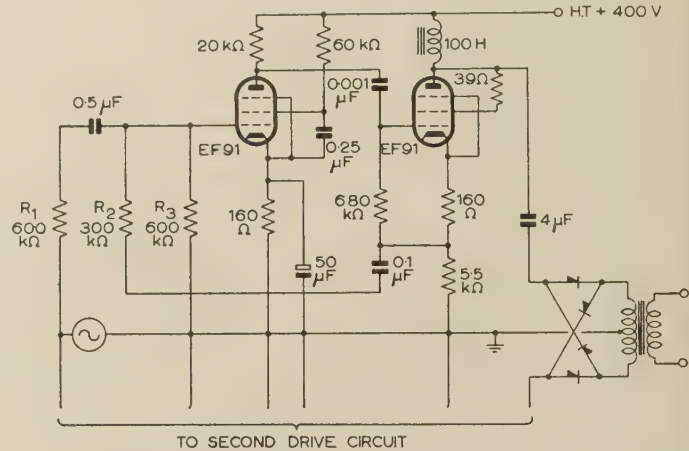 H.T + 400 V
20 kΩ
60 kΩ
100 H
0·001
μF
39Ω
0·5 μF
EF91
0·25
μF
EF91
R1
600
kΩ
R2
300
kΩ
R3
600
kΩ
160
Ω
50
μF
680
kΩ
160
Ω
4 μF
0·1
μF
5·5
kΩ
TO SECOND DRIVE CIRCUIT